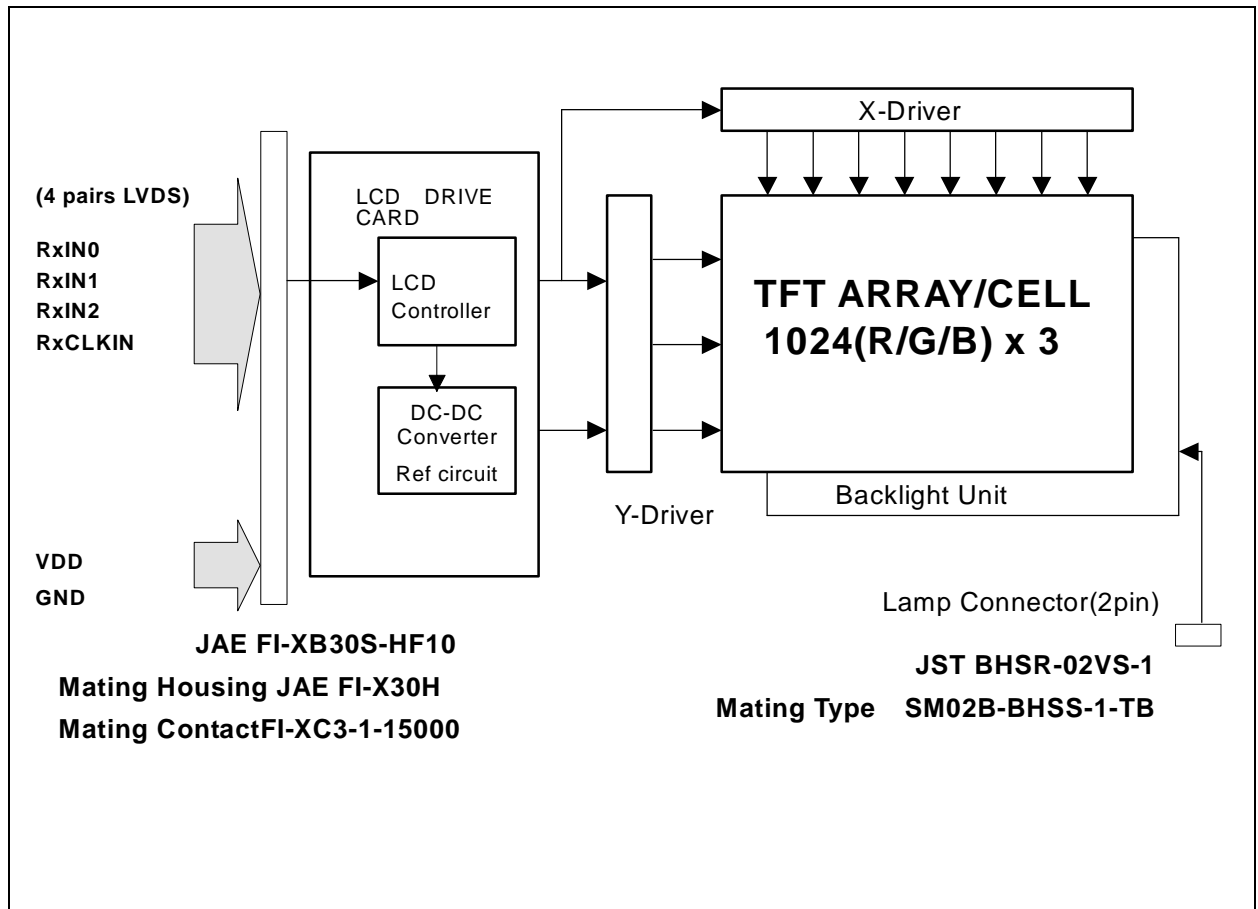 X-Driver
(4 pairs LVDS)
RxIN0
RxIN1
RxIN2
RxCLKIN
LCD DRIVE
CARD
LCD
Controller
DC-DC
Converter
Ref circuit
TFT ARRAY/CELL
1024(R/G/B) x 3
Backlight Unit
Y-Driver
VDD
GND
Lamp Connector(2pin)
JAE FI-XB30S-HF10
Mating Housing JAE FI-X30H
Mating ContactFI-XC3-1-15000
JST BHSR-02VS-1
Mating Type SM02B-BHSS-1-TB